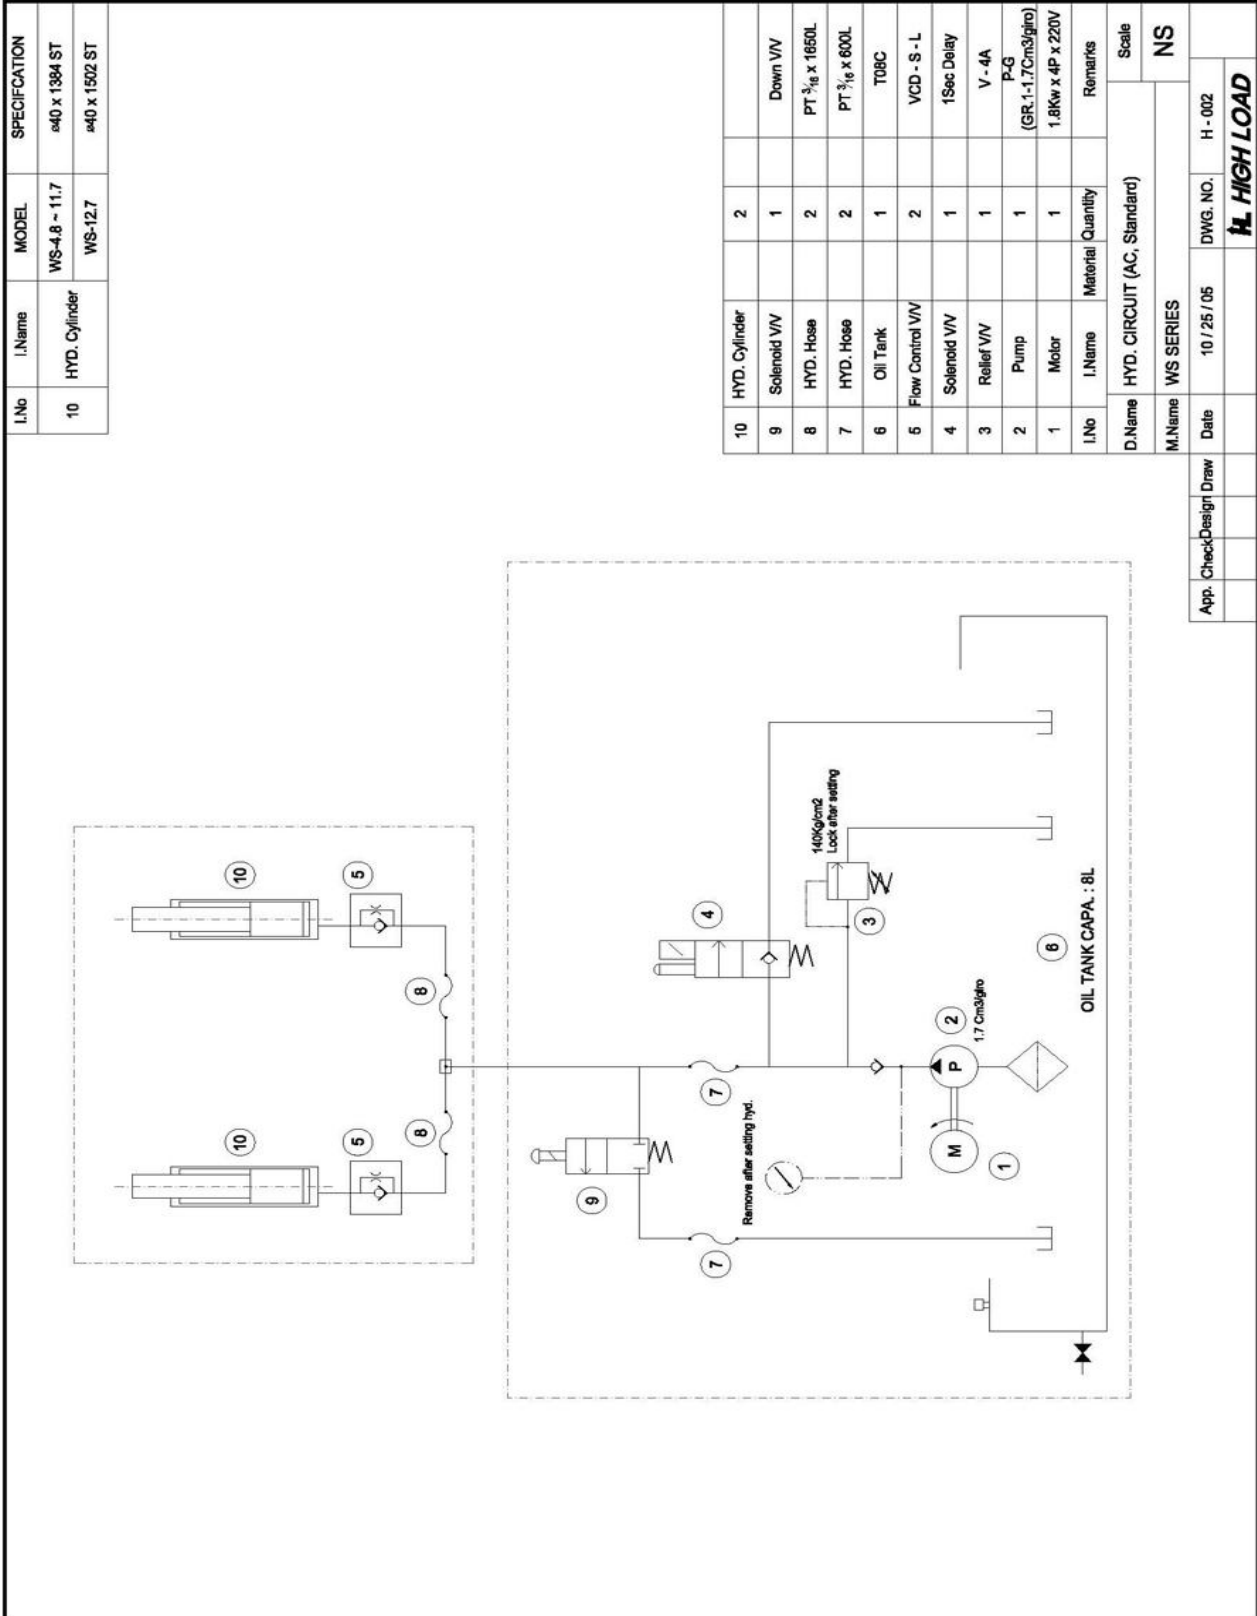 I.No I.Name MODEL SPECIFCATION
10 HYD. Cylinder WS-4.8 ~ 11.7 ø40 x 1384 ST
WS-12.7 ø40 x 1502 ST
10
10
5
5
8
8
9
7
7
4
Remove after setting hyd.
140Kg/cm2
Lock after setting
3
M
P
1
2
1.7 Cm3/giro
6
OIL TANK CAPA. : 8L
10 HYD. Cylinder 2
9 Solenoid V/V 1 Down V/V
8 HYD. Hose 2 PT 3/16 x 1650L
7 HYD. Hose 2 PT 3/16 x 600L
6 Oil Tank 1 T08C
5 Flow Control V/V 2 VCD - S - L
4 Solenoid V/V 1 1Sec Delay
3 Relief V/V 1 V - 4A
2 Pump 1 P-G
(GR.1-1.7Cm3/giro)
1 Motor 1 1.8Kw x 4P x 220V
I.No I.Name Material Quantity Remarks
D.Name HYD. CIRCUIT (AC, Standard) Scale
M.Name WS SERIES NS
App. Check Design Draw Date 10 / 25 / 05 DWG. NO. H - 002
HL HIGH LOAD